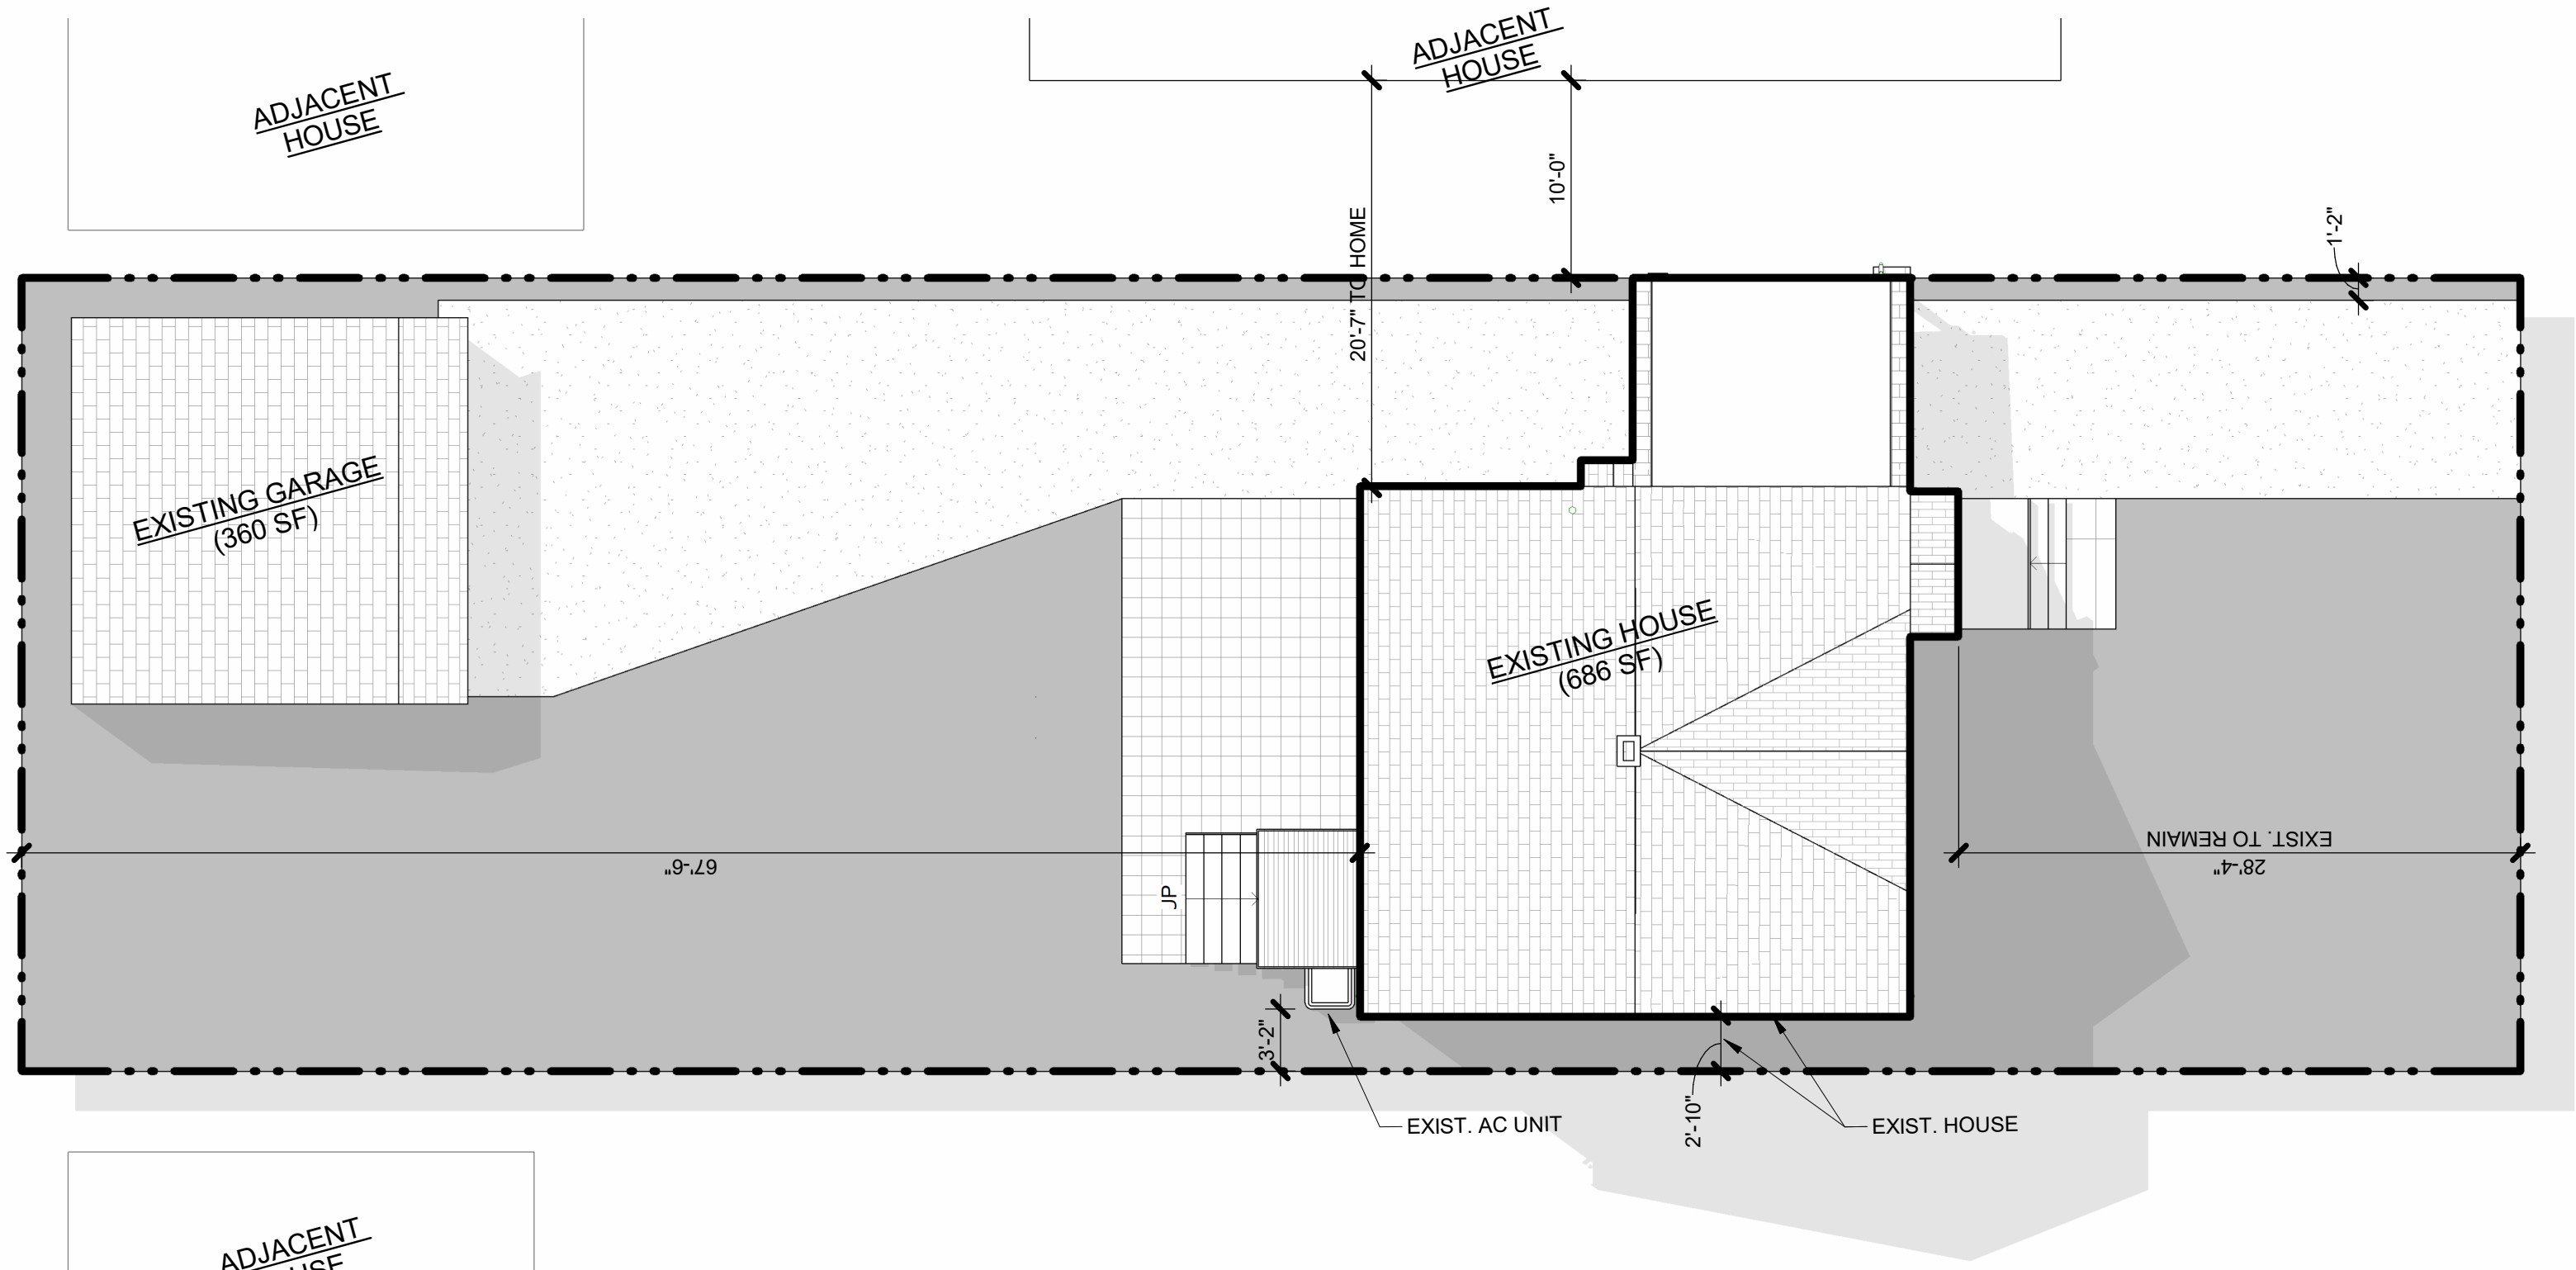 ADJACENT
HOUSE
ADJACENT
HOUSE
10'-0"
20'-7" TO HOME
1'-2"
EXISTING GARAGE
(360 SF)
EXISTING HOUSE
(686 SF)
67'-6"
EXIST. TO REMAIN
28'-4"
UP
3'-2"
2'-10"
EXIST. AC UNIT
EXIST. HOUSE
ADJACENT